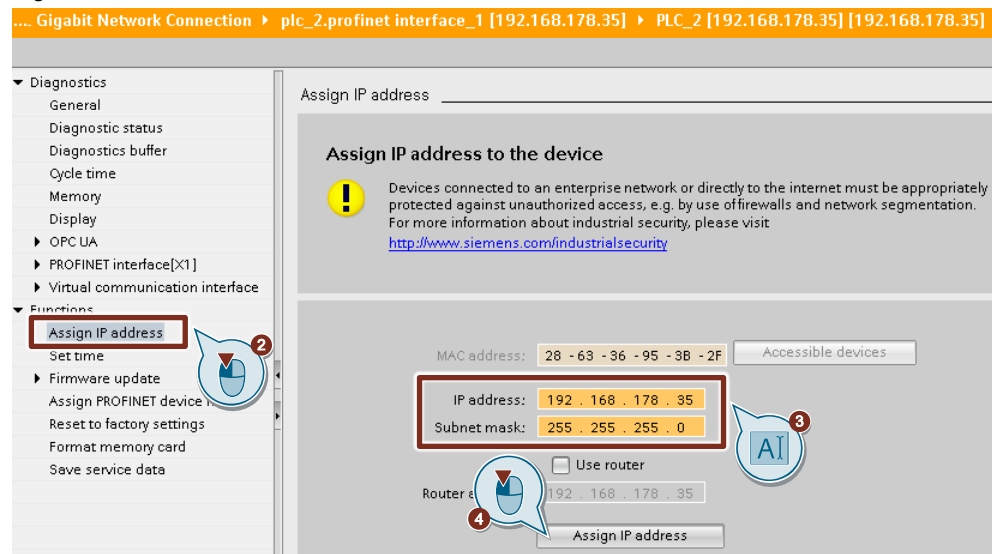 .... Gigabit Network Connection ▸ plc_2.profinet interface_1 [192.168.178.35] ▸ PLC_2 [192.168.178.35] [192.168.178.35]
Diagnostics
General
Diagnostic status
Diagnostics buffer
Cycle time
Memory
Display
OPC UA
PROFINET interface[X1]
Virtual communication interface
Functions
Assign IP address
2
Set time
Firmware update
Assign PROFINET device
Reset to factory settings
Format memory card
Save service data
Assign IP address
Assign IP address to the device
Devices connected to an enterprise network or directly to the internet must be appropriately
protected against unauthorized access, e.g. by use of firewalls and network segmentation.
For more information about industrial security, please visit
http://www.siemens.com/industrialsecurity
MAC address: 28 - 63 - 36 - 95 - 3B - 2F Accessible devices
IP address: 192 . 168 . 178 . 35
Subnet mask: 255 . 255 . 255 . 0
3
A
Use router
Router 192 . 168 . 178 . 35
4
Assign IP address